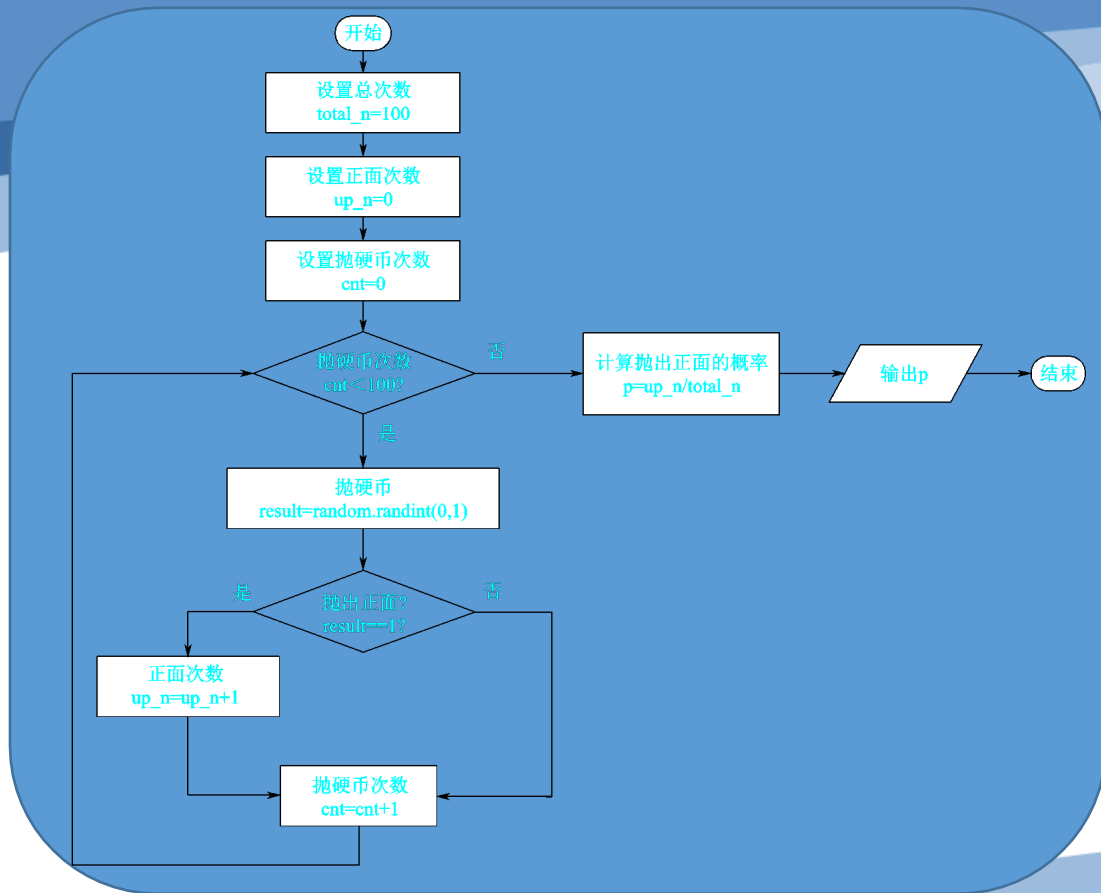 开始
设置总次数
total_n=100
设置正面次数
up_n=0
设置抛硬币次数
cnt=0
抛硬币次数
cnt<100?
否
计算抛出正面的概率
p=up_n/total_n
输出p
结束
是
抛硬币
result=random.randint(0,1)
抛出正面?
result==1?
是
否
正面次数
up_n=up_n+1
抛硬币次数
cnt=cnt+1